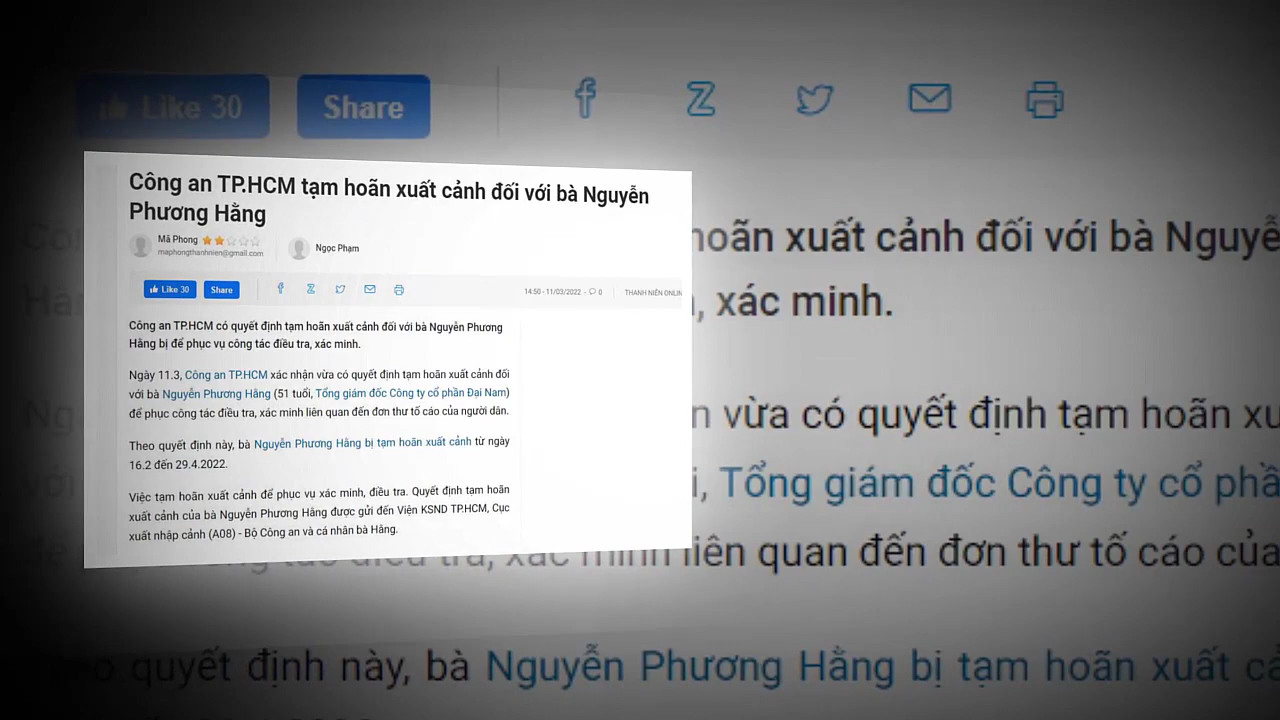 Like 30 Share
Công an TP.HCM tạm hoãn xuất cảnh đối với bà Nguyễn
Phương Hằng
Mã Phong
maphongthanhnien@gmail.com
Ngọc Phạm
Like 30 Share
14:50 - 11/03/2022 - 0 THANH NIÊN ONLIN
Công an TP.HCM có quyết định tạm hoãn xuất cảnh đối với bà Nguyễn Phương
Hằng bị để phục vụ công tác điều tra, xác minh.
Ngày 11.3, Công an TP.HCM xác nhận vừa có quyết định tạm hoãn xuất cảnh đối
với bà Nguyễn Phương Hằng (51 tuổi, Tổng giám đốc Công ty cổ phần Đại Nam)
để phục công tác điều tra, xác minh liên quan đến đơn thư tố cáo của người dân.
Theo quyết định này, bà Nguyễn Phương Hằng bị tạm hoãn xuất cảnh từ ngày
16.2 đến 29.4.2022.
Việc tạm hoãn xuất cảnh để phục vụ xác minh, điều tra. Quyết định tạm hoãn
xuất cảnh của bà Nguyễn Phương Hằng được gửi đến Viện KSND TP.HCM, Cục
xuất nhập cảnh (A08) - Bộ Công an và cá nhân bà Hằng.
hoãn xuất cảnh đối với bà Nguyễ
, xác minh.
n vừa có quyết định tạm hoãn xu
i, Tổng giám đốc Công ty cổ phầ
điều tra, xác minh liên quan đến đơn thư tố cáo của
quyết định này, bà Nguyễn Phương Hằng bị tạm hoãn xuất cả